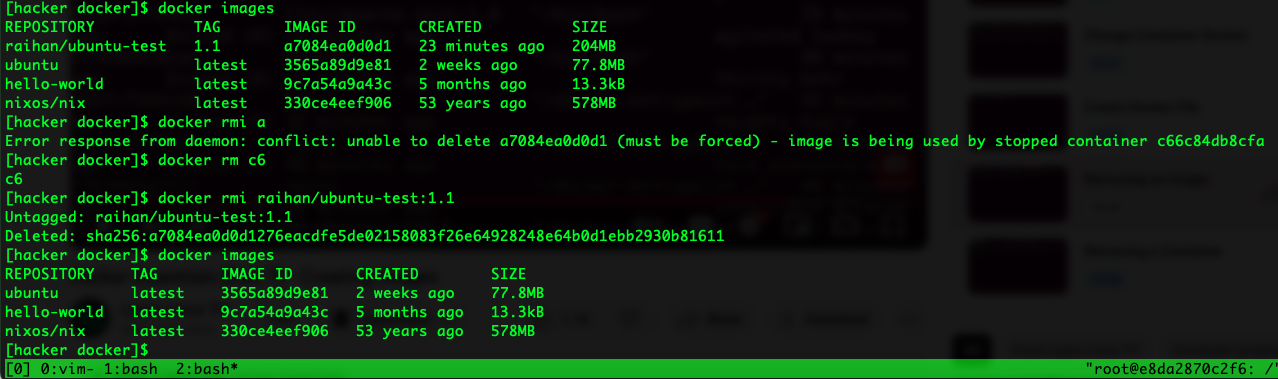 [hacker docker]$ docker images
REPOSITORY TAG IMAGE ID CREATED SIZE
raihan/ubuntu-test 1.1 a7084ea0d0d1 23 minutes ago 204MB
ubuntu latest 3565a89d9e81 2 weeks ago 77.8MB
hello-world latest 9c7a54a9a43c 5 months ago 13.3kB
nixos/nix latest 330ce4eef906 53 years ago 578MB
[hacker docker]$ docker rmi a
Error response from daemon: conflict: unable to delete a7084ea0d0d1 (must be forced) - image is being used by stopped container c66c84db8cfa
[hacker docker]$ docker rm c6
c6
[hacker docker]$ docker rmi raihan/ubuntu-test:1.1
Untagged: raihan/ubuntu-test:1.1
Deleted: sha256:a7084ea0d0d1276eacdfe5de02158083f26e64928248e64b0d1ebb2930b81611
[hacker docker]$ docker images
REPOSITORY TAG IMAGE ID CREATED SIZE
ubuntu latest 3565a89d9e81 2 weeks ago 77.8MB
hello-world latest 9c7a54a9a43c 5 months ago 13.3kB
nixos/nix latest 330ce4eef906 53 years ago 578MB
[hacker docker]$
[0] 0:vim- 1:bash 2:bash* "root@e8da2870c2f6: /"